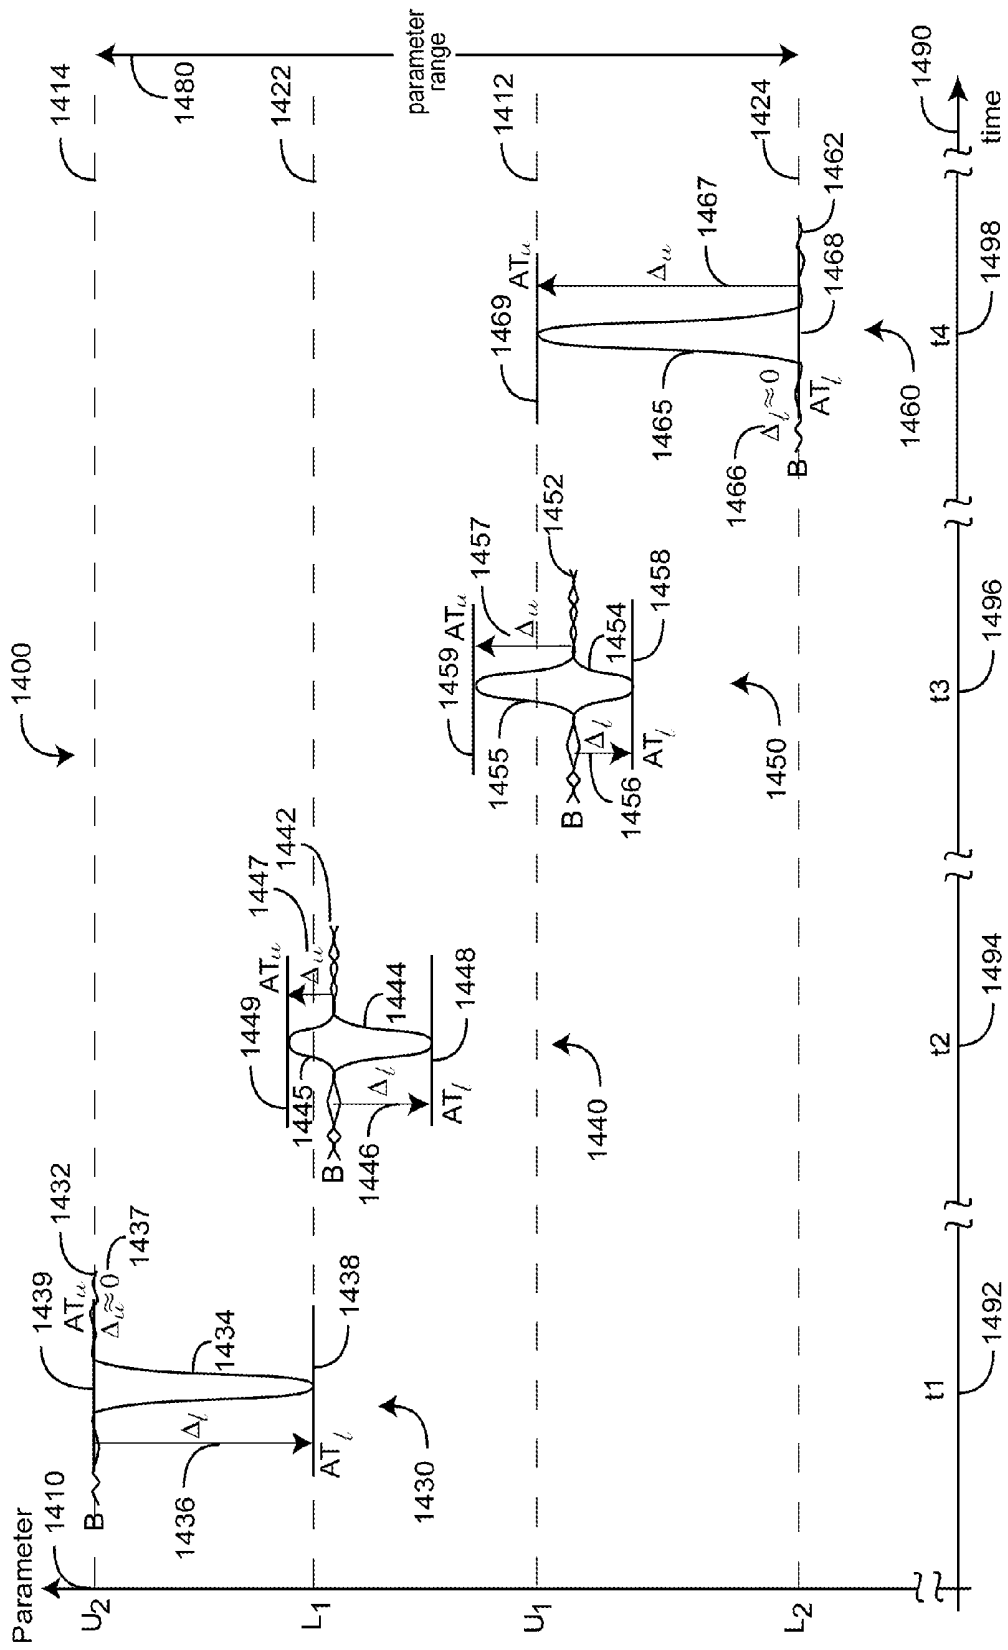 Parameter
1410
U₂
L₁
U₁
L₂
1400
1414
1480
1422
parameter
range
1412
1424
1490
time
B
1439
ATᵤ
1432
Δᵤ≈0
1437
1434
Δₗ
1436
ATₗ
1438
1430
t1
1492
1449
ATᵤ
1447
1442
Δᵤ
1445
B
1444
Δₗ
1446
ATₗ
1448
1440
t2
1494
1459
ATᵤ
1457
1452
Δᵤ
1455
B
1454
Δₗ
1456
ATₗ
1458
1450
t3
1496
1469
ATᵤ
Δᵤ
1467
1465
1466
Δₗ≈0
B
ATₗ
1468
1462
1460
t4
1498